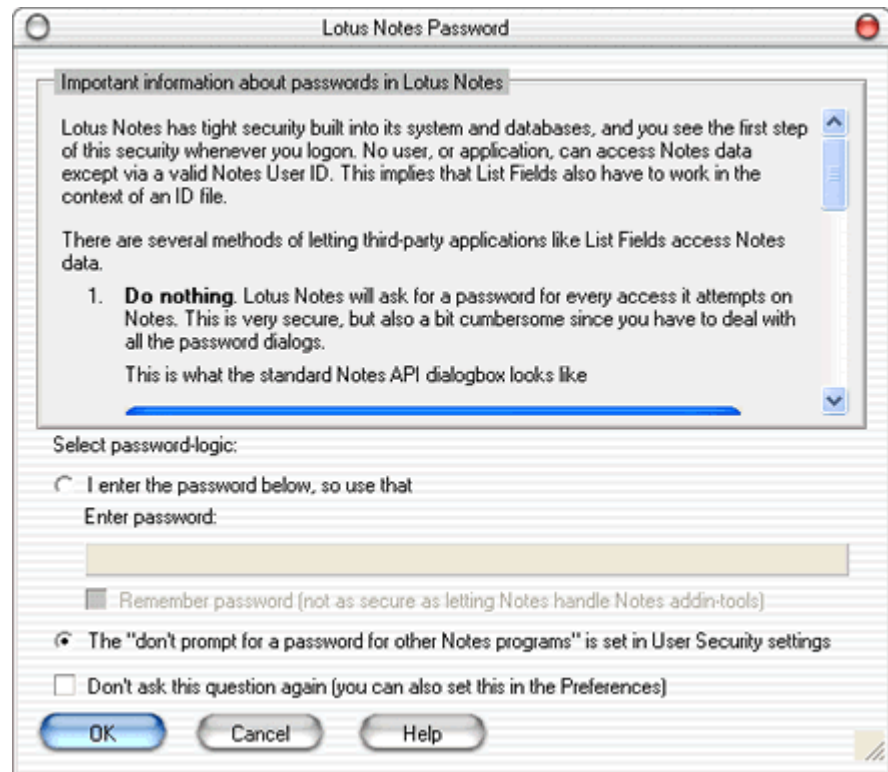 Lotus Notes Password
Important information about passwords in Lotus Notes
Lotus Notes has tight security built into its system and databases, and you see the first step
of this security whenever you logon. No user, or application, can access Notes data
except via a valid Notes User ID. This implies that List Fields also have to work in the
context of an ID file.
There are several methods of letting third-party applications like List Fields access Notes
data.
1. Do nothing. Lotus Notes will ask for a password for every access it attempts on
Notes. This is very secure, but also a bit cumbersome since you have to deal with
all the password dialogs.
This is what the standard Notes API dialogbox looks like
Select password-logic:
I enter the password below, so use that
Enter password:
Remember password (not as secure as letting Notes handle Notes addin-tools)
The "don't prompt for a password for other Notes programs" is set in User Security settings
Don't ask this question again (you can also set this in the Preferences)
OK Cancel Help